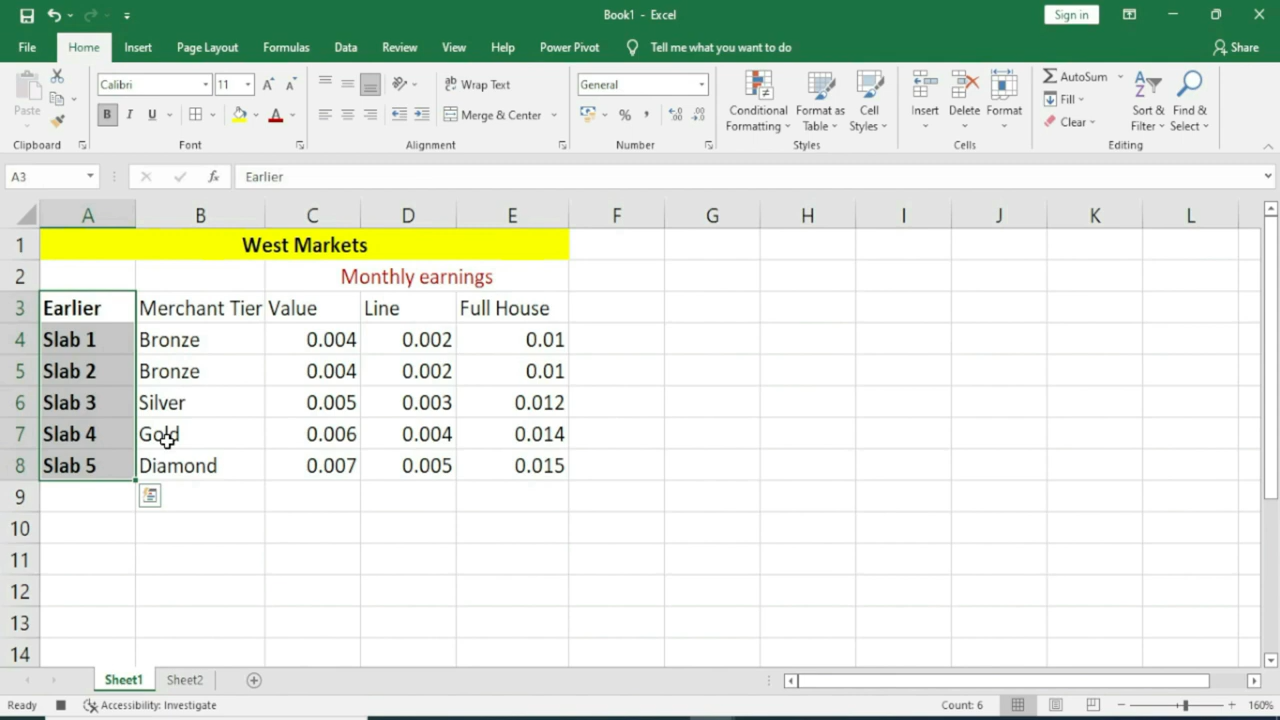 Book1 - Excel
Sign in
File Home Insert Page Layout Formulas Data Review View Help Power Pivot Tell me what you want to do Share
Paste
Calibri 11
B I U A
A A
ab Wrap Text
Merge & Center
General
% ,
Conditional Formatting
Format as Table
Cell Styles
Insert Delete Format
AutoSum
Fill
Clear
Sort & Filter
Find & Select
Clipboard Font Alignment Number Styles Cells Editing
A3 fx Earlier
A B C D E F G H I J K L
1 West Markets
2 Monthly earnings
3 Earlier Merchant Tier Value Line Full House
4 Slab 1 Bronze 0.004 0.002 0.01
5 Slab 2 Bronze 0.004 0.002 0.01
6 Slab 3 Silver 0.005 0.003 0.012
7 Slab 4 Gold 0.006 0.004 0.014
8 Slab 5 Diamond 0.007 0.005 0.015
9
10
11
12
13
14
Sheet1 Sheet2
Ready Accessibility: Investigate Count: 6 160%